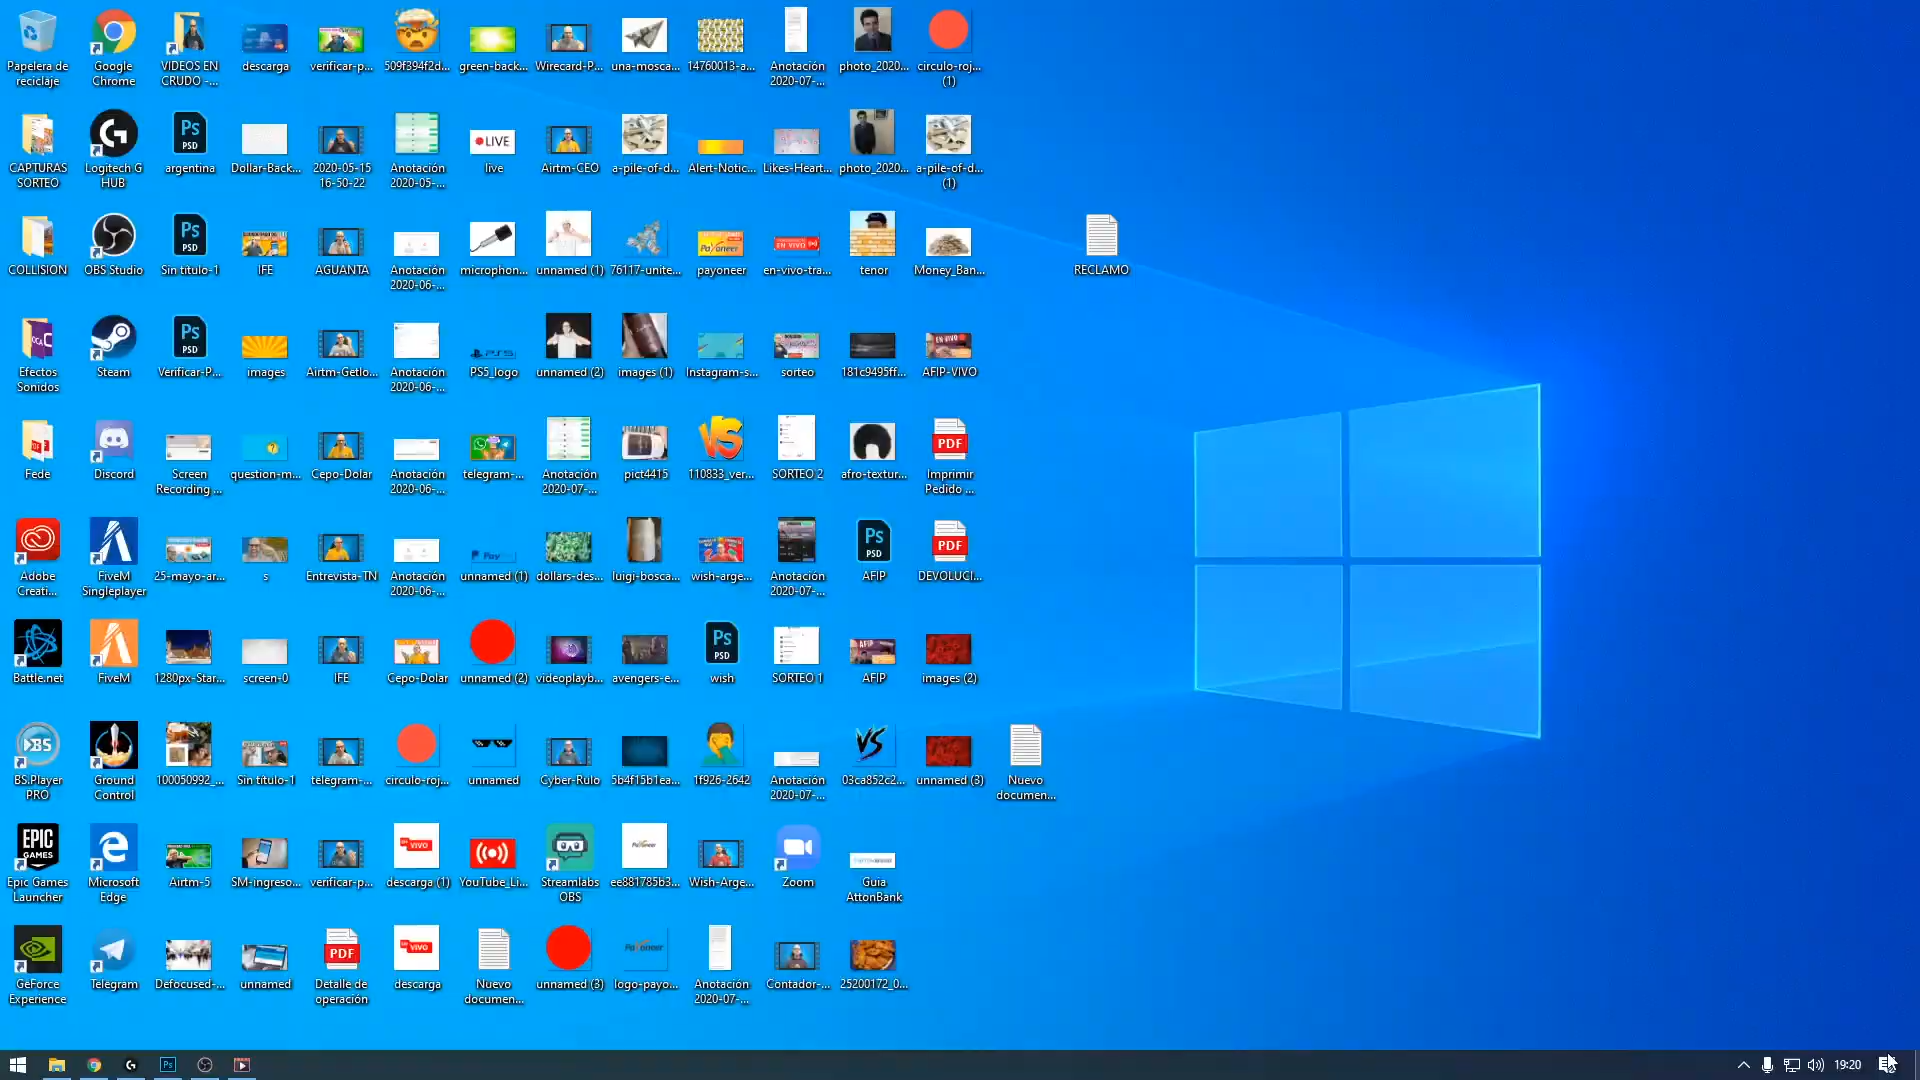 Papelera de
reciclaje
Google
Chrome
VIDEOS EN
CRUDO -...
descarga
verificar-p...
509f394f2d...
green-back...
Wirecard-P...
una-mosca...
14760013-a...
Anotación
2020-07-...
photo_2020...
circulo-roj...
(1)
CAPTURAS
SORTEO
Logitech G
HUB
argentina
Dollar-Back...
2020-05-15
16-50-22
Anotación
2020-05-...
LIVE
live
Airtm-CEO
a-pile-of-d...
Alert-Notic...
Likes-Heart...
photo_2020...
a-pile-of-d...
(1)
COLLISION
OBS Studio
Sin título-1
IFE
AGUANTA
Anotación
2020-06-...
microphon...
unnamed (1)
76117-unite...
payoneer
en-vivo-tra...
tenor
Money_Ban...
RECLAMO
Efectos
Sonidos
Steam
Verificar-P...
images
Airtm-Getlo...
Anotación
2020-06-...
PS5_logo
unnamed (2)
images (1)
Instagram-s...
sorteo
181c9495ff...
AFIP-VIVO
Fede
Discord
Screen
Recording ...
question-m...
Cepo-Dolar
Anotación
2020-06-...
telegram-...
Anotación
2020-07-...
pict4415
110833_ver...
SORTEO 2
afro-textur...
Imprimir
Pedido ...
Adobe
Creati...
FiveM
Singleplayer
25-mayo-ar...
s
Entrevista-TN
Anotación
2020-06-...
unnamed (1)
dollars-des...
luigi-bosca...
wish-arge...
Anotación
2020-07-...
AFIP
DEVOLUCI...
Battle.net
FiveM
1280px-Star...
screen-0
IFE
Cepo-Dolar
unnamed (2)
videoplayb...
avengers-e...
wish
SORTEO 1
AFIP
images (2)
BS.Player
PRO
Ground
Control
100050992_...
Sin título-1
telegram-...
circulo-roj...
unnamed
Cyber-Rulo
5b4f15b1ea...
1f926-2642
Anotación
2020-07-...
03ca852c2...
unnamed (3)
Nuevo
documen...
Epic Games
Launcher
Microsoft
Edge
Airtm-5
SM-ingreso...
verificar-p...
descarga (1)
YouTube_Li...
Streamlabs
OBS
ee881785b3...
Wish-Arge...
Zoom
Guia
AttonBank
GeForce
Experience
Telegram
Defocused-...
unnamed
Detalle de
operación
descarga
Nuevo
documen...
unnamed (3)
logo-payo...
Anotación
2020-07-...
Contador-...
25200172_0...
19:20